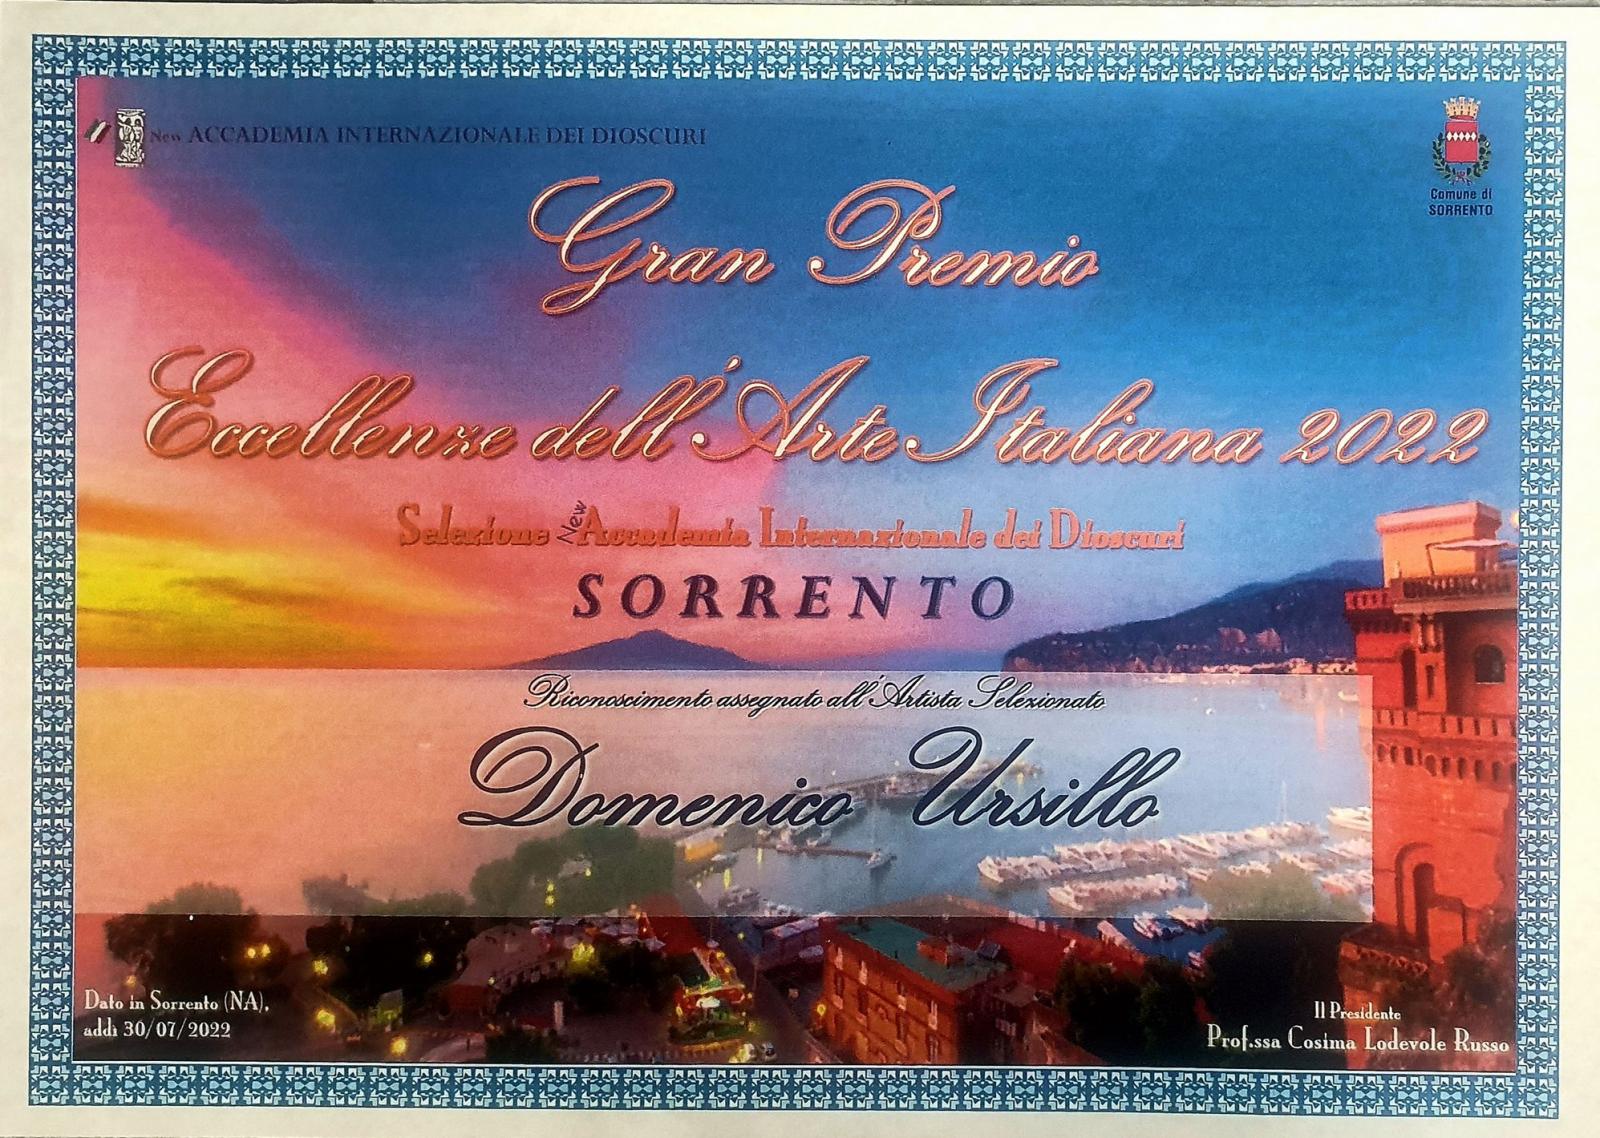 New ACCADEMIA INTERNAZIONALE DEI DIOSCURI
Comune di
SORRENTO
Gran Premio
Eccellenze dell'Arte Italiana 2022
Selezione New Accademia Internazionale dei Dioscuri
SORRENTO
Riconoscimento assegnato all'Artista Selezionato
Domenico Ursillo
Dato in Sorrento (NA),
addì 30/07/2022
Il Presidente
Prof.ssa Cosima Lodevole Russo